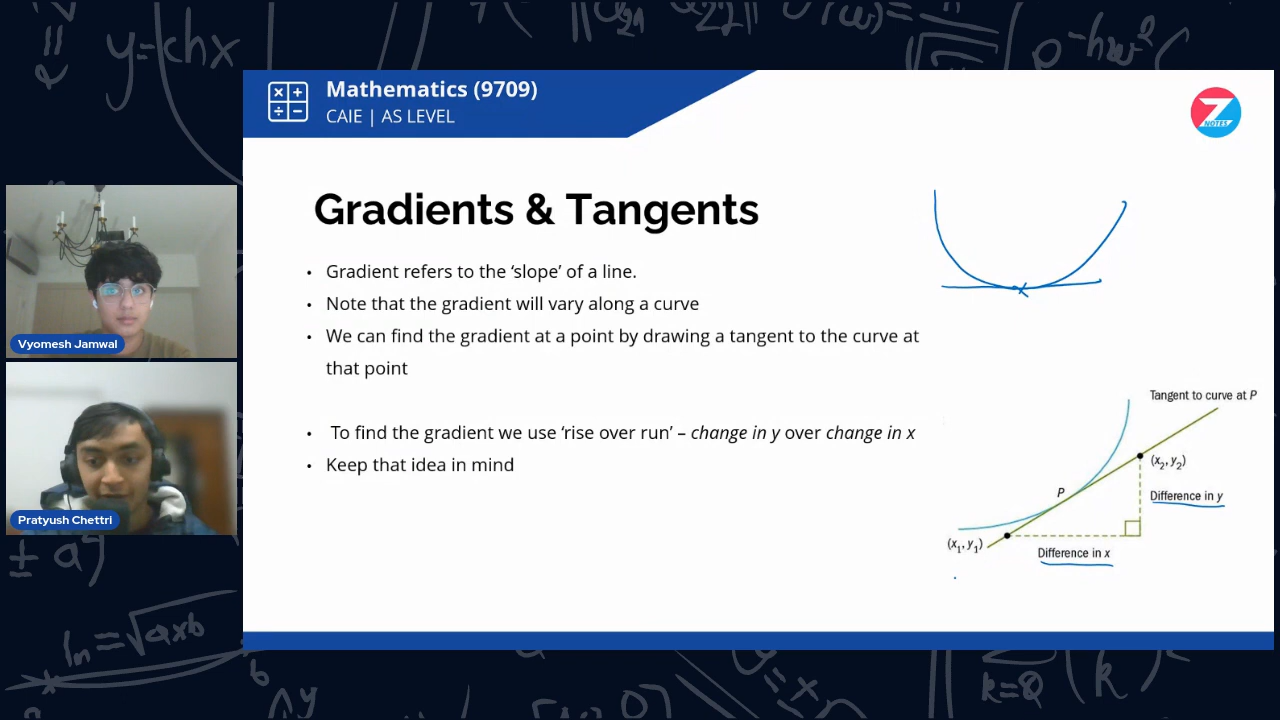 y=chx
Mathematics (9709)
CAIE | AS LEVEL
Z
NOTES
Gradients & Tangents
• Gradient refers to the ‘slope’ of a line.
• Note that the gradient will vary along a curve
• We can find the gradient at a point by drawing a tangent to the curve at
that point
• To find the gradient we use ‘rise over run’ – change in y over change in x
• Keep that idea in mind
Tangent to curve at P
(x₂, y₂)
P
Difference in y
(x₁, y₁)
Difference in x
Vyomesh Jamwal
Pratyush Chettri
ln=√axb
b
k=0
(k)